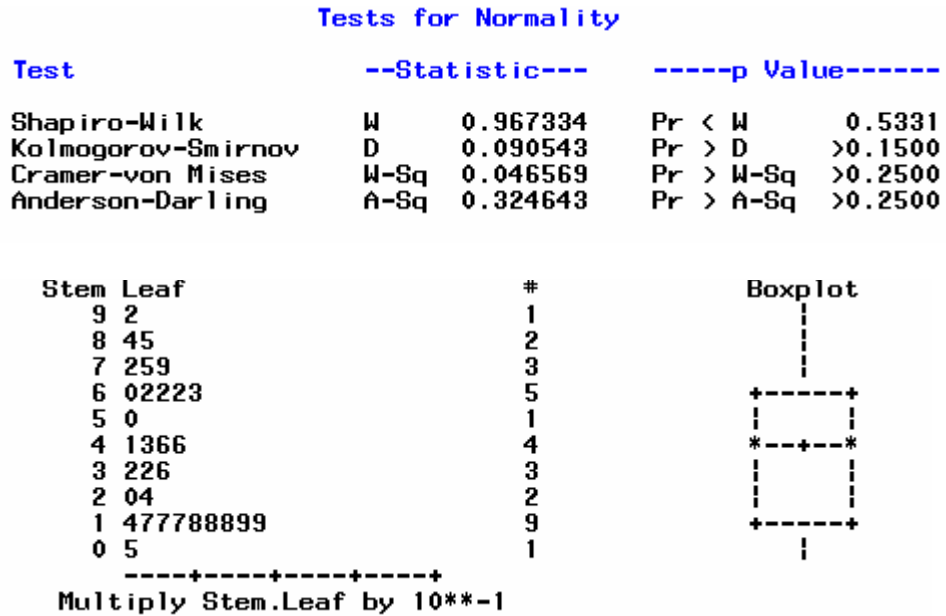 Tests for Normality
Test --Statistic--- -----p Value------
Shapiro-Wilk W 0.967334 Pr < W 0.5331
Kolmogorov-Smirnov D 0.090543 Pr > D >0.1500
Cramer-von Mises W-Sq 0.046569 Pr > W-Sq >0.2500
Anderson-Darling A-Sq 0.324643 Pr > A-Sq >0.2500
Stem Leaf # Boxplot
9 2 1 |
8 45 2 |
7 259 3 |
6 02223 5 +-----+
5 0 1 | |
4 1366 4 *--+--*
3 226 3 | |
2 04 2 | |
1 477788899 9 +-----+
0 5 1 |
----+----+----+----+
Multiply Stem.Leaf by 10**-1